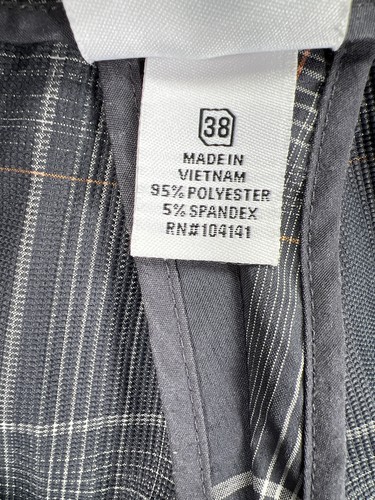 38
MADE IN
VIETNAM
95% POLYESTER
5% SPANDEX
RN#104141